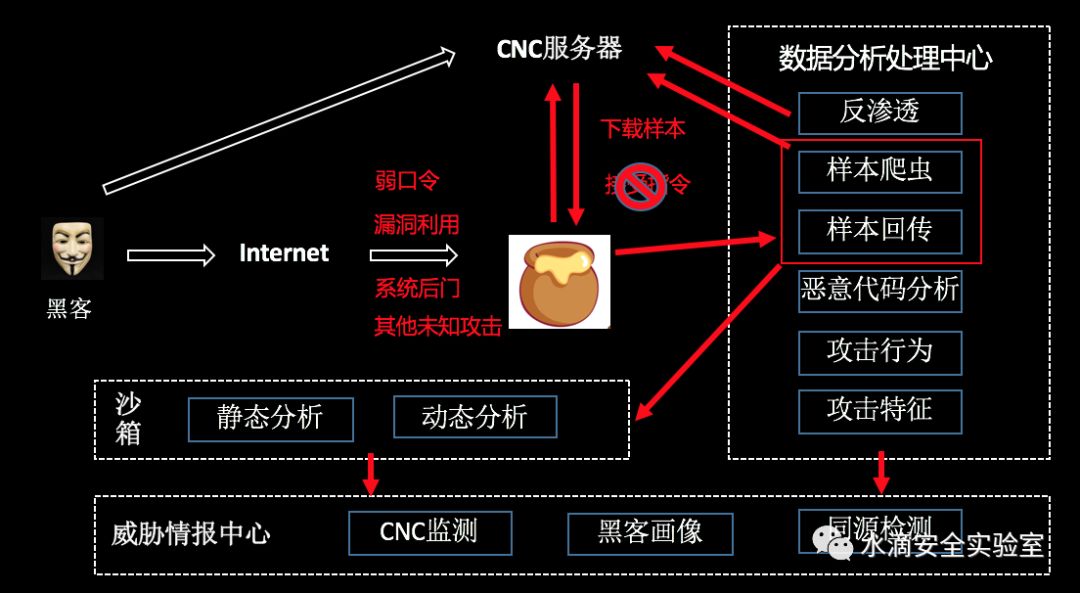 CNC服务器
数据分析处理中心
反渗透
下载样本
样本爬虫
弱口令
漏洞利用
样本回传
Internet
系统后门
恶意代码分析
黑客
其他未知攻击
攻击行为
沙箱
静态分析
动态分析
攻击特征
威胁情报中心
CNC监测
黑客画像
同源检测
水滴安全实验室